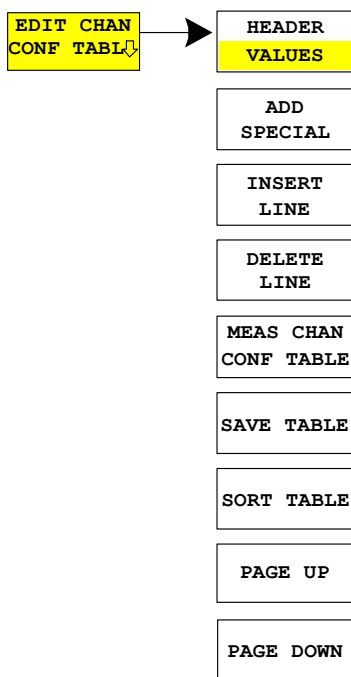 EDIT CHAN
CONF TABL
HEADER
VALUES
ADD
SPECIAL
INSERT
LINE
DELETE
LINE
MEAS CHAN
CONF TABLE
SAVE TABLE
SORT TABLE
PAGE UP
PAGE DOWN